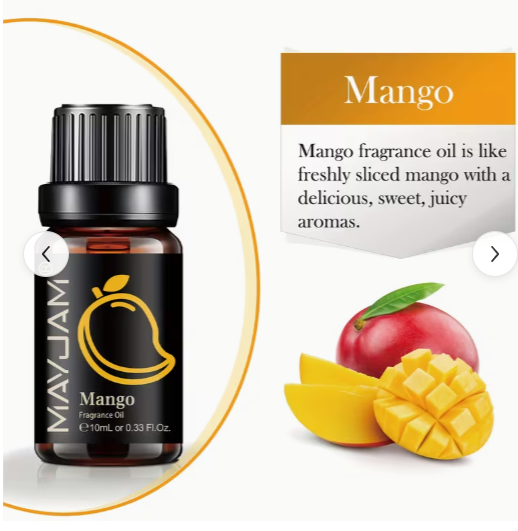 Mango
Mango fragrance oil is like
freshly sliced mango with a
delicious, sweet, juicy
aromas.
MAYJAM
Mango
Fragrance Oil
℮10mL or 0.33 Fl.Oz.